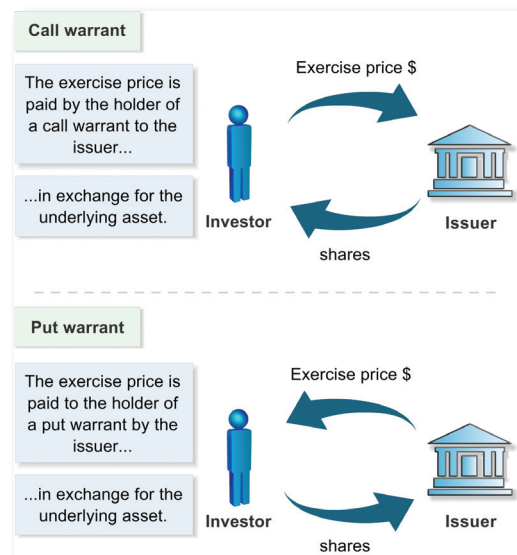 Call warrant
The exercise price is
paid by the holder of
a call warrant to the
issuer...
...in exchange for the
underlying asset.
Exercise price $
Investor
Issuer
shares
Put warrant
The exercise price is
paid to the holder of
a put warrant by the
issuer...
...in exchange for the
underlying asset.
Exercise price $
Investor
Issuer
shares